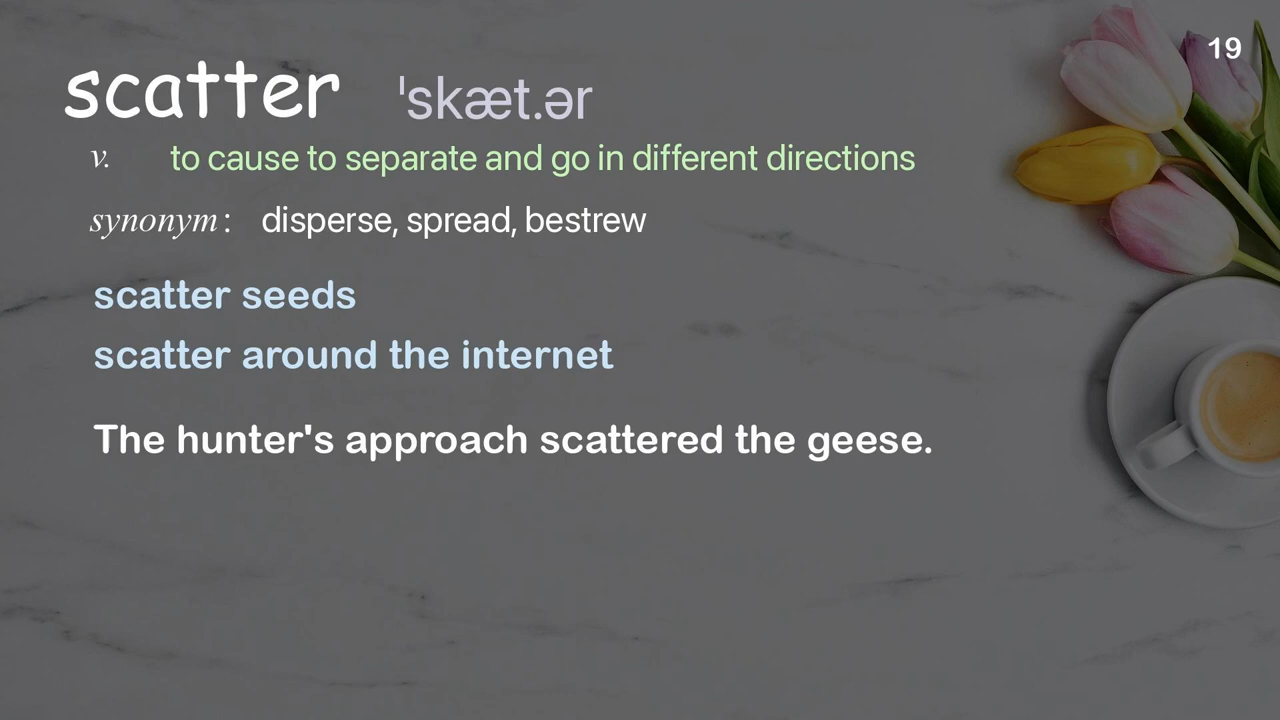 19
scatter ˈskæt.ər
v. to cause to separate and go in different directions
synonym : disperse, spread, bestrew
scatter seeds
scatter around the internet
The hunter's approach scattered the geese.